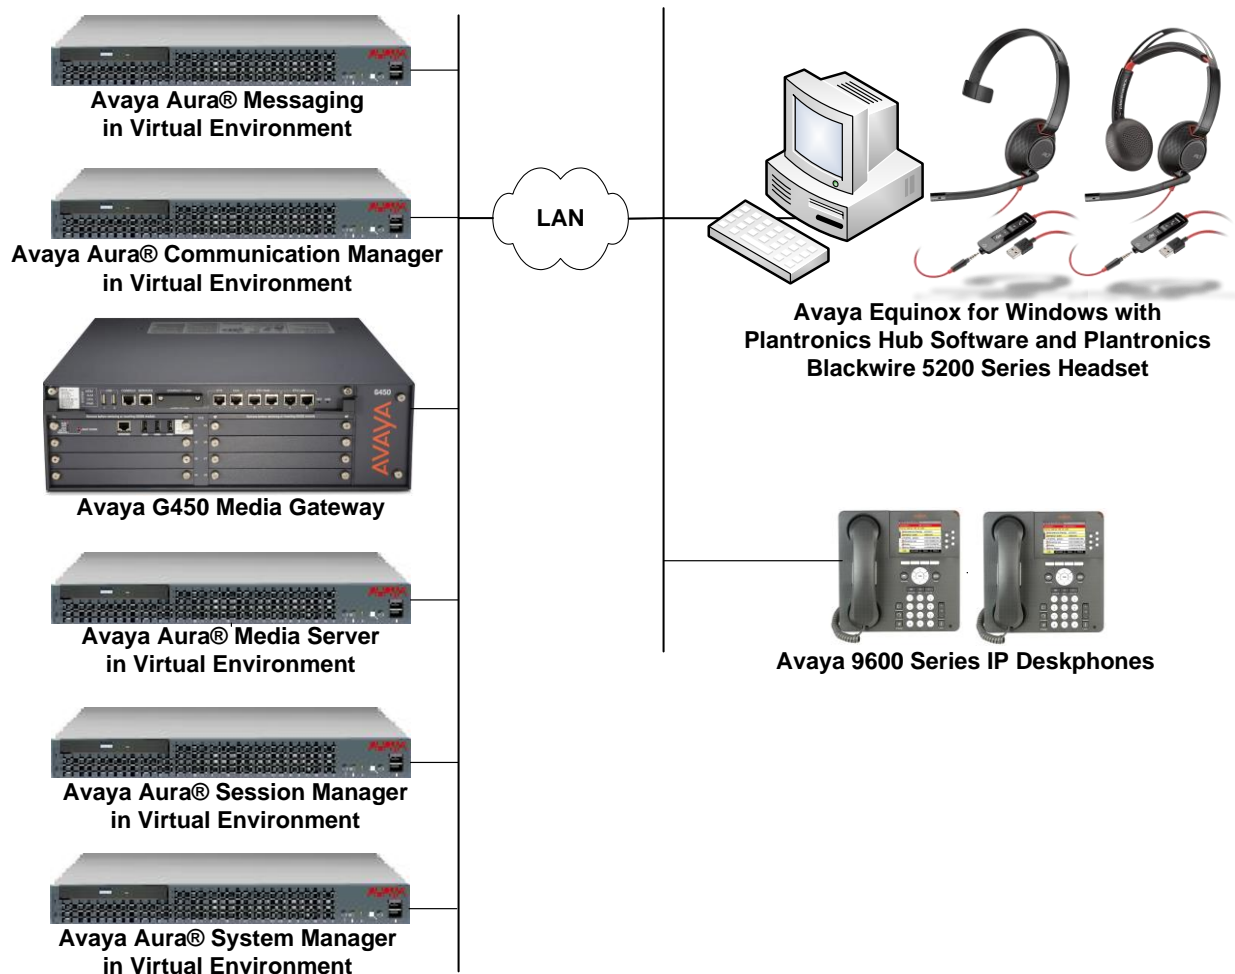 Avaya Aura® Messaging
in Virtual Environment
Avaya Aura® Communication Manager
in Virtual Environment
G450
AVAYA
Avaya G450 Media Gateway
Avaya Aura® Media Server
in Virtual Environment
Avaya Aura® Session Manager
in Virtual Environment
Avaya Aura® System Manager
in Virtual Environment
LAN
Avaya Equinox for Windows with
Plantronics Hub Software and Plantronics
Blackwire 5200 Series Headset
Avaya 9600 Series IP Deskphones